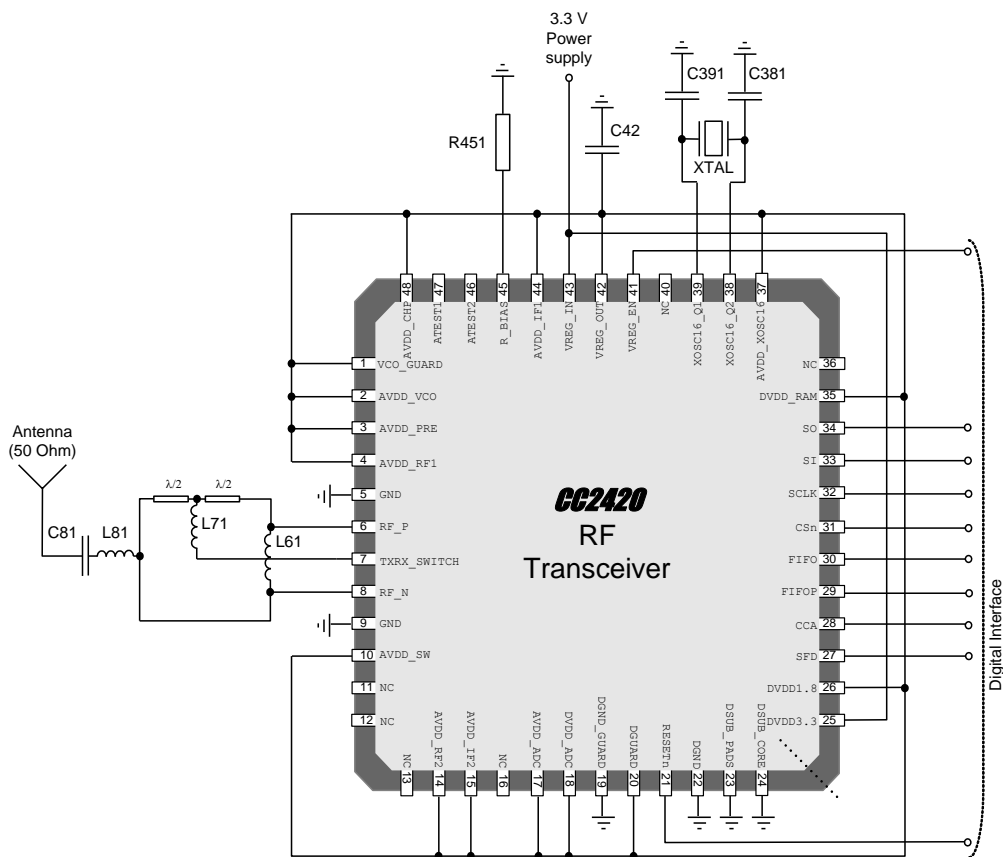 3.3 V
Power
supply
C391
C381
R451
C42
XTAL
48
47
46
45
44
43
42
41
40
39
38
37
AVDD_CHP
ATEST1
ATEST2
R_BIAS
AVDD_IF1
VREG_IN
VREG_OUT
VREG_EN
NC
XOSC16_Q1
XOSC16_Q2
AVDD_XOSC16
1 VCO_GUARD
2 AVDD_VCO
3 AVDD_PRE
4 AVDD_RF1
5 GND
6 RF_P
7 TXRX_SWITCH
8 RF_N
9 GND
10 AVDD_SW
11 NC
12 NC
Antenna
(50 Ohm)
λ/2
λ/2
C81
L81
L71
L61
CC2420
RF
Transceiver
NC 36
DVDD_RAM 35
SO 34
SI 33
SCLK 32
CSn 31
FIFO 30
FIFOP 29
CCA 28
SFD 27
DVDD1.8 26
DVDD3.3 25
Digital Interface
NC
AVDD_RF2
AVDD_IF2
NC
AVDD_ADC
DVDD_ADC
DGND_GUARD
DGUARD
RESETn
DGND
DSUB_PADS
DSUB_CORE
13
14
15
16
17
18
19
20
21
22
23
24